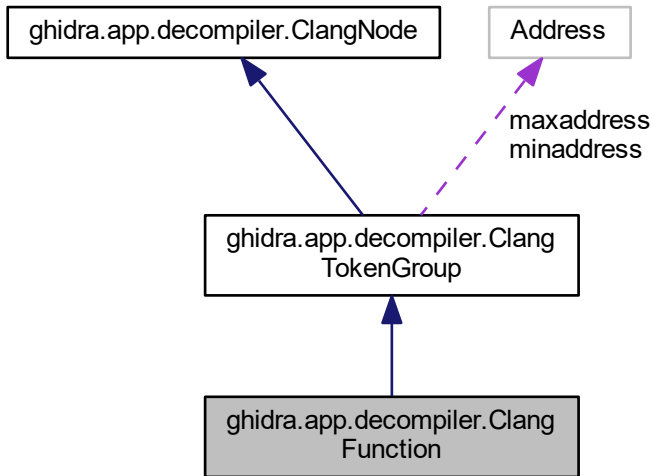 ghidra.app.decompiler.ClangNode
Address
maxaddress
minaddress
ghidra.app.decompiler.Clang
TokenGroup
ghidra.app.decompiler.Clang
Function